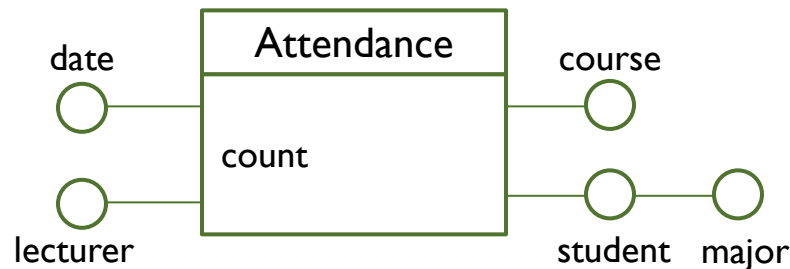 Attendance
date
course
count
lecturer
student
major